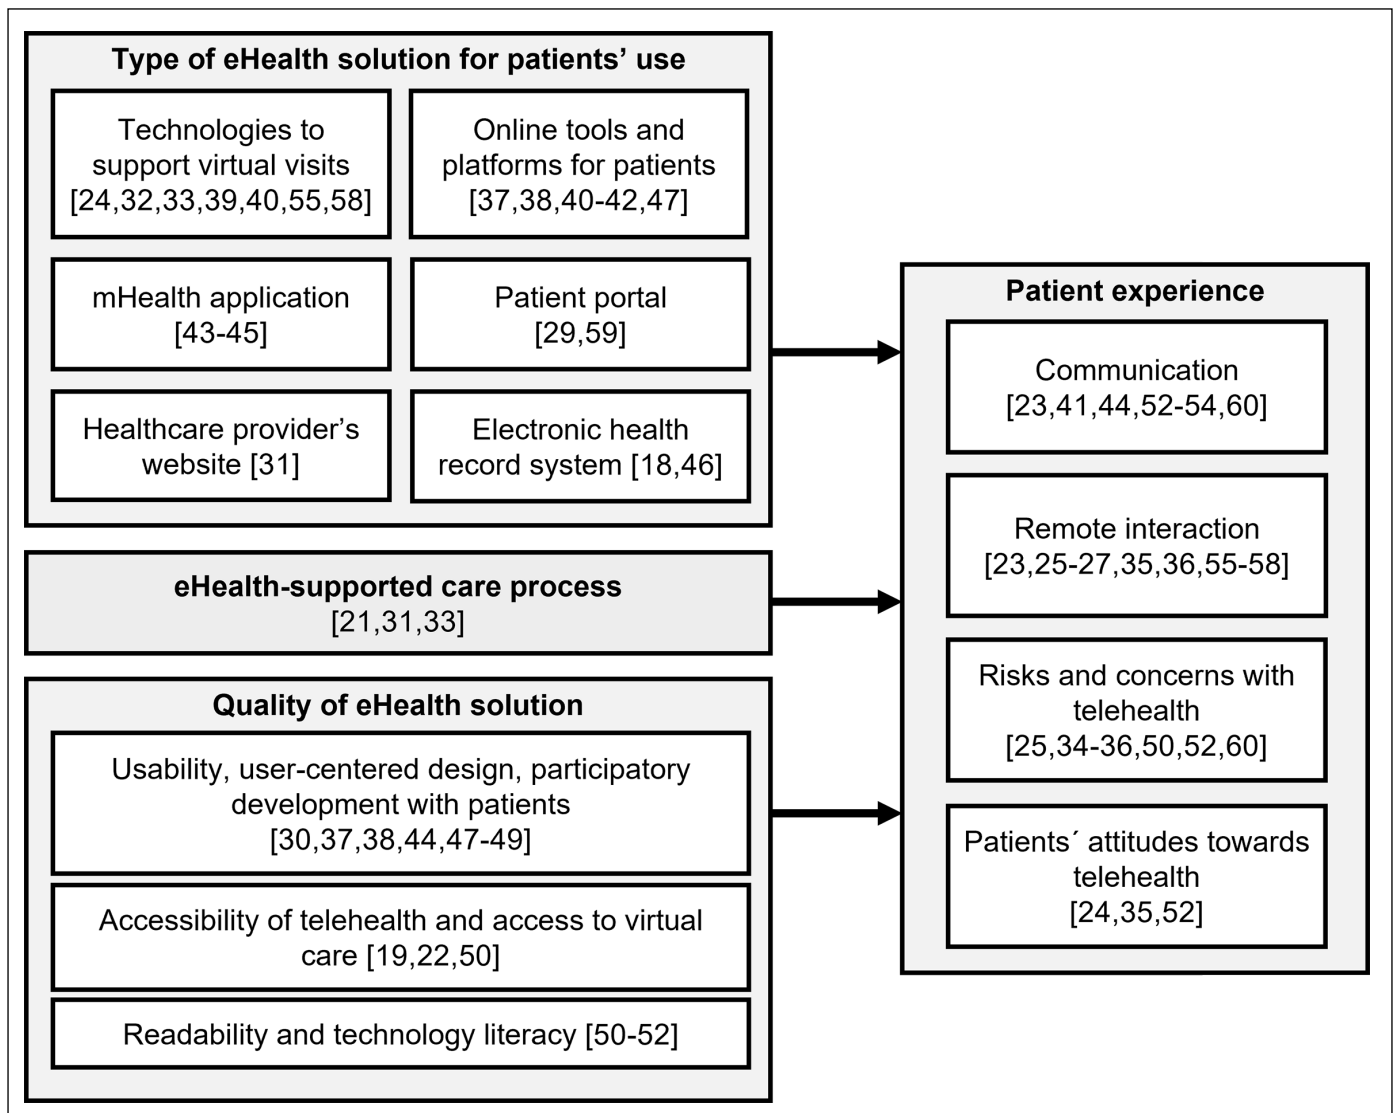 Type of eHealth solution for patients’ use
Technologies to
support virtual visits
[24,32,33,39,40,55,58]
Online tools and
platforms for patients
[37,38,40-42,47]
mHealth application
[43-45]
Patient portal
[29,59]
Healthcare provider’s
website [31]
Electronic health
record system [18,46]
eHealth-supported care process
[21,31,33]
Quality of eHealth solution
Usability, user-centered design, participatory
development with patients
[30,37,38,44,47-49]
Accessibility of telehealth and access to virtual
care [19,22,50]
Readability and technology literacy [50-52]
Patient experience
Communication
[23,41,44,52-54,60]
Remote interaction
[23,25-27,35,36,55-58]
Risks and concerns with
telehealth
[25,34-36,50,52,60]
Patients´ attitudes towards
telehealth
[24,35,52]